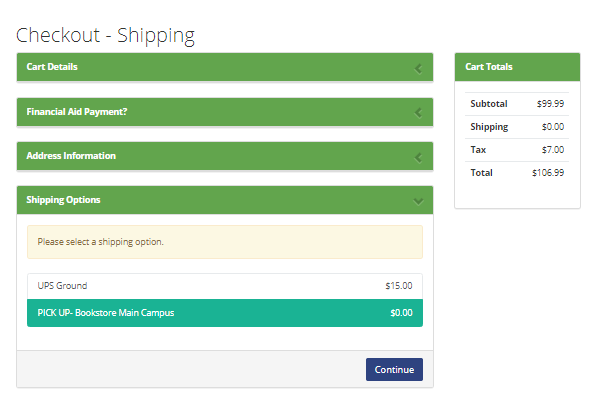 Checkout - Shipping
Cart Details
Financial Aid Payment?
Address Information
Shipping Options
Please select a shipping option.
UPS Ground $15.00
PICK UP- Bookstore Main Campus $0.00
Continue
Cart Totals
Subtotal $99.99
Shipping $0.00
Tax $7.00
Total $106.99